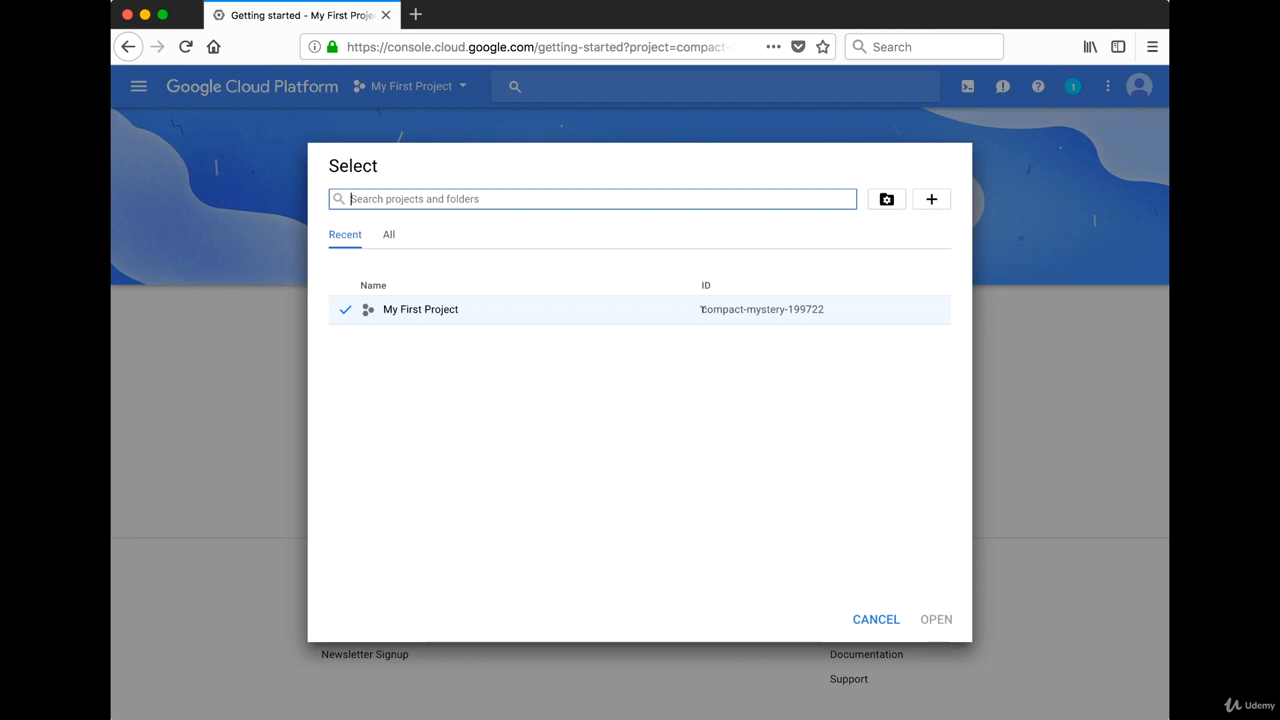 Getting started - My First Proje
https://console.cloud.google.com/getting-started?project=compact-
Search
Google Cloud Platform
My First Project
1
Select
Search projects and folders
Recent
All
Name
ID
My First Project
compact-mystery-199722
CANCEL
OPEN
Newsletter Signup
Documentation
Support
Udemy